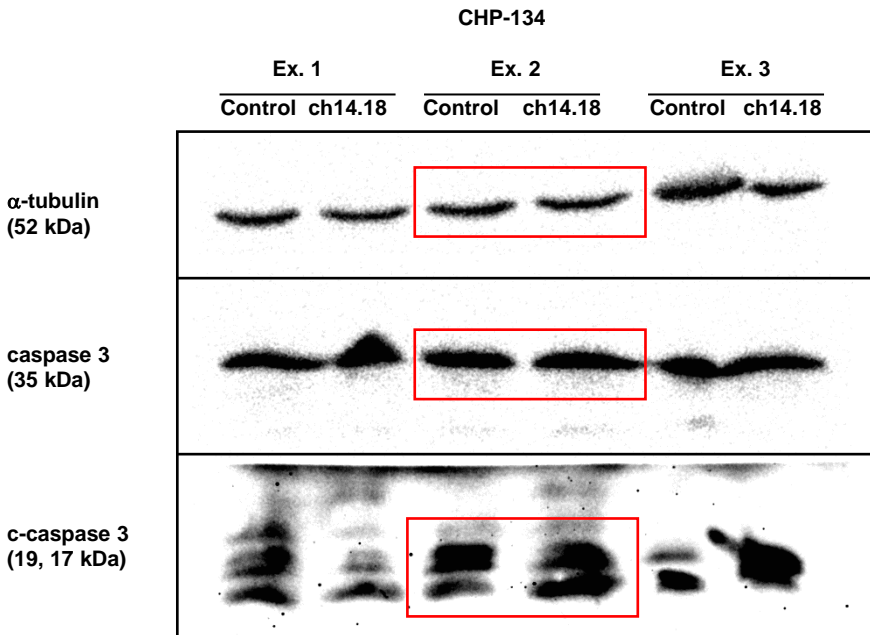 CHP-134
Ex. 1 Ex. 2 Ex. 3
Control ch14.18 Control ch14.18 Control ch14.18
α-tubulin
(52 kDa)
caspase 3
(35 kDa)
c-caspase 3
(19, 17 kDa)